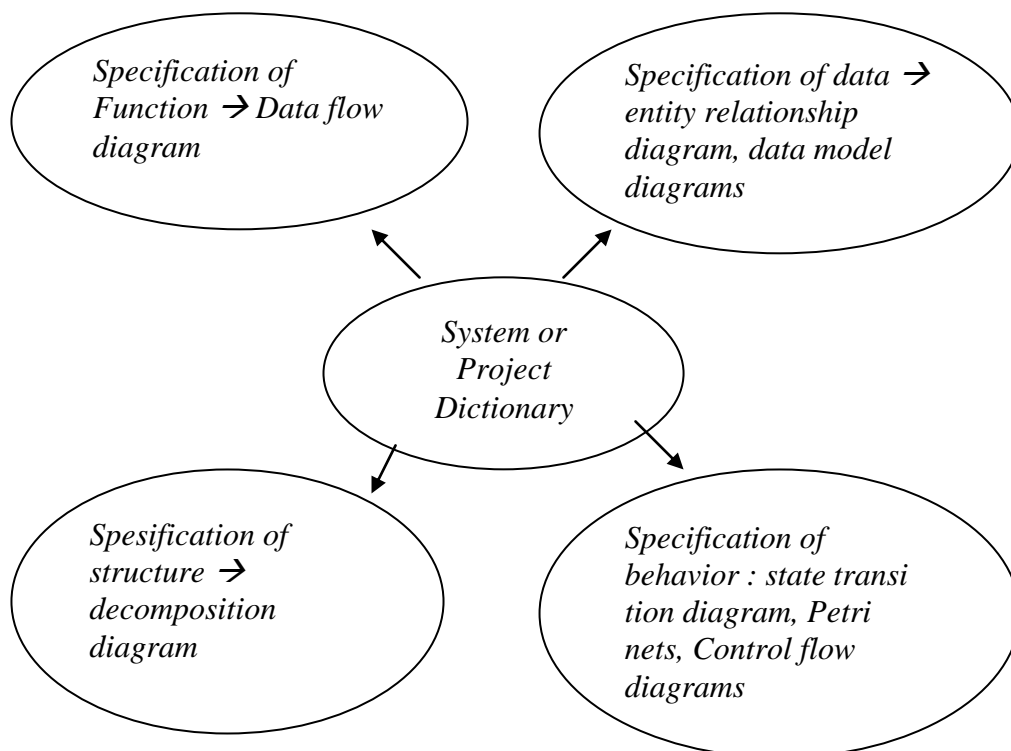 Specification of
Function → Data flow
diagram
Specification of data →
entity relationship
diagram, data model
diagrams
System or
Project
Dictionary
Spesification of
structure →
decomposition
diagram
Specification of
behavior : state transi
tion diagram, Petri
nets, Control flow
diagrams